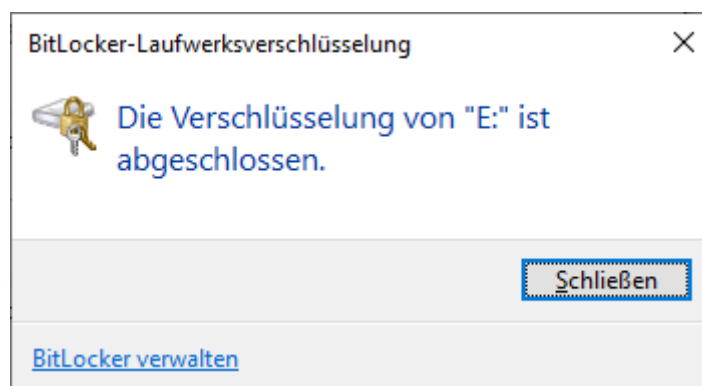 BitLocker-Laufwerksverschlüsselung
Die Verschlüsselung von "E:" ist
abgeschlossen.
Schließen
BitLocker verwalten